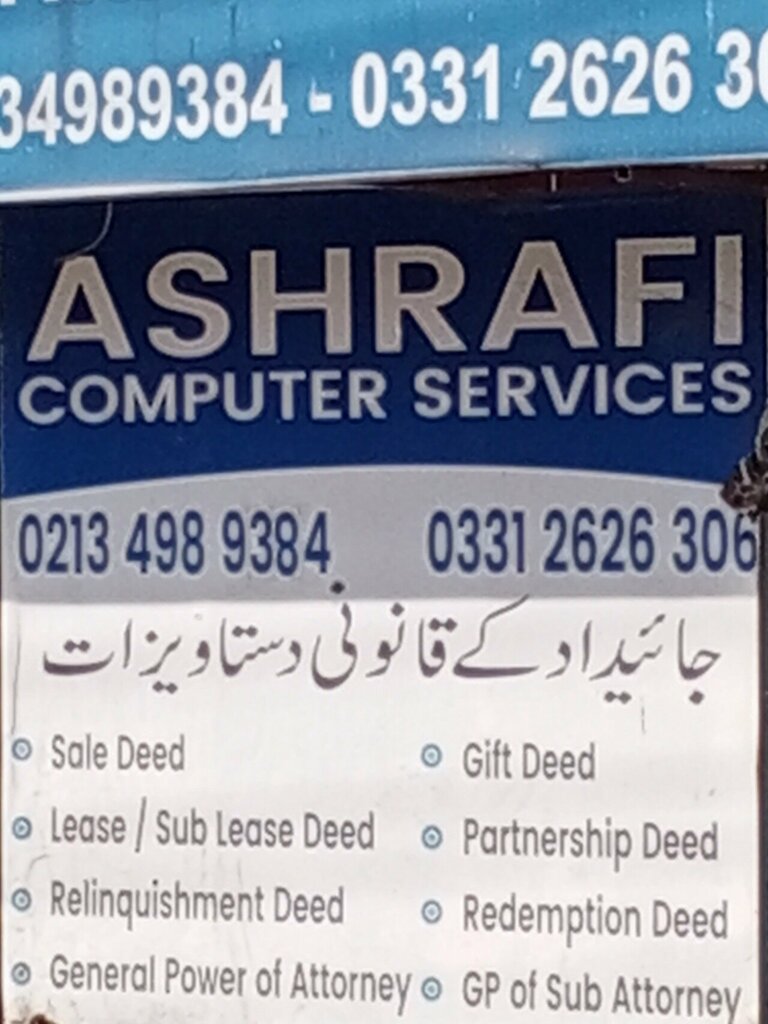 34989384 - 0331 2626 30
ASHRAFI
COMPUTER SERVICES
0213 498 9384 0331 2626 306
جائیداد کے قانونی دستاویزات
Sale Deed
Lease / Sub Lease Deed
Relinquishment Deed
General Power of Attorney
Gift Deed
Partnership Deed
Redemption Deed
GP of Sub Attorney